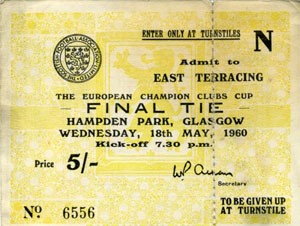 ENTER ONLY AT TURNSTILES
N
Admit to
EAST TERRACING
THE EUROPEAN CHAMPION CLUBS CUP
FINAL TIE
HAMPDEN PARK, GLASGOW
WEDNESDAY, 18th MAY, 1960
Kick-off 7.30 p.m.
Price 5/-
Secretary
No 6556
TO BE GIVEN UP
AT TURNSTILE